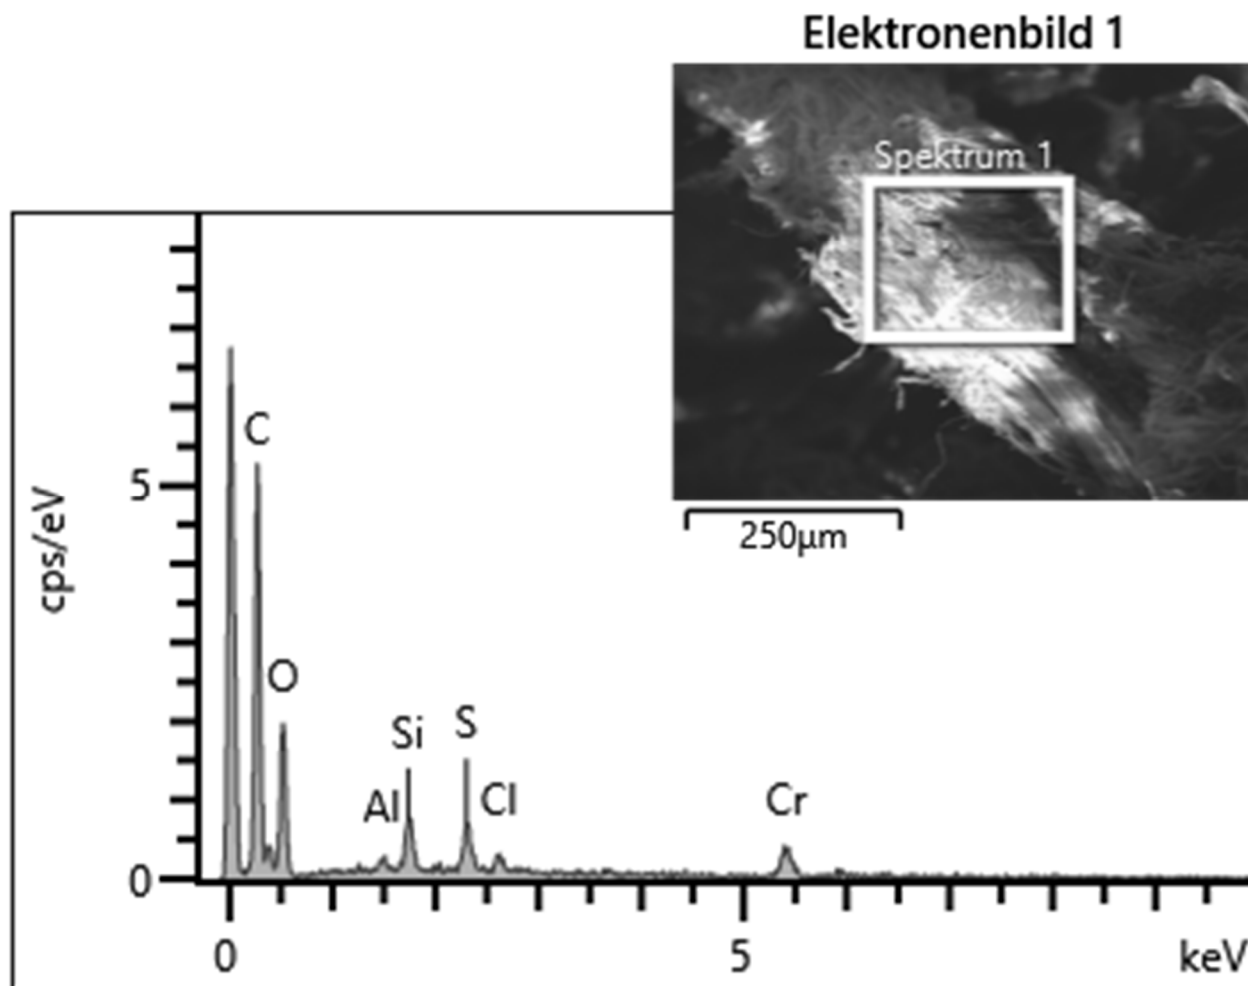 Elektronenbild 1
Spektrum 1
250µm
cps/eV
5
0
C
O
Al
Si
S
Cl
Cr
0
5
keV